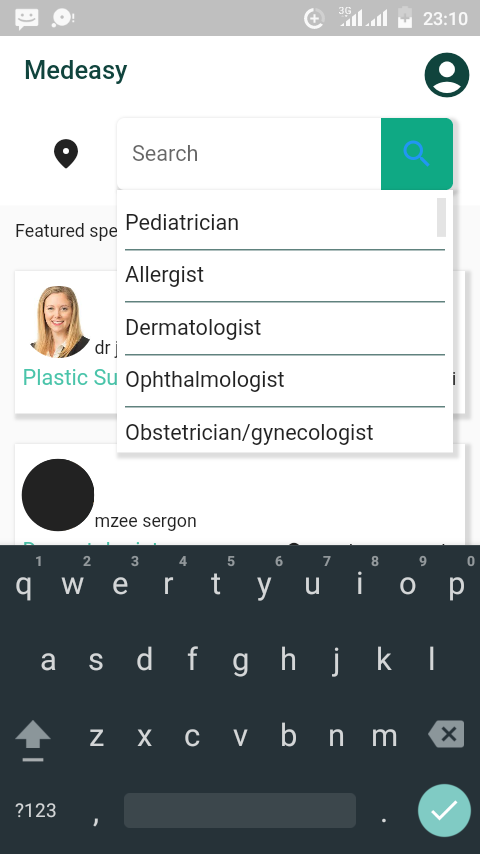 3G 23:10
Medeasy
Search
Pediatrician
Featured spe
Allergist
Dermatologist
dr j
Plastic Su
i
Ophthalmologist
Obstetrician/gynecologist
mzee sergon
1 2 3 4 5 6 7 8 9 0
q w e r t y u i o p
a s d f g h j k l
z x c v b n m
?123 , .